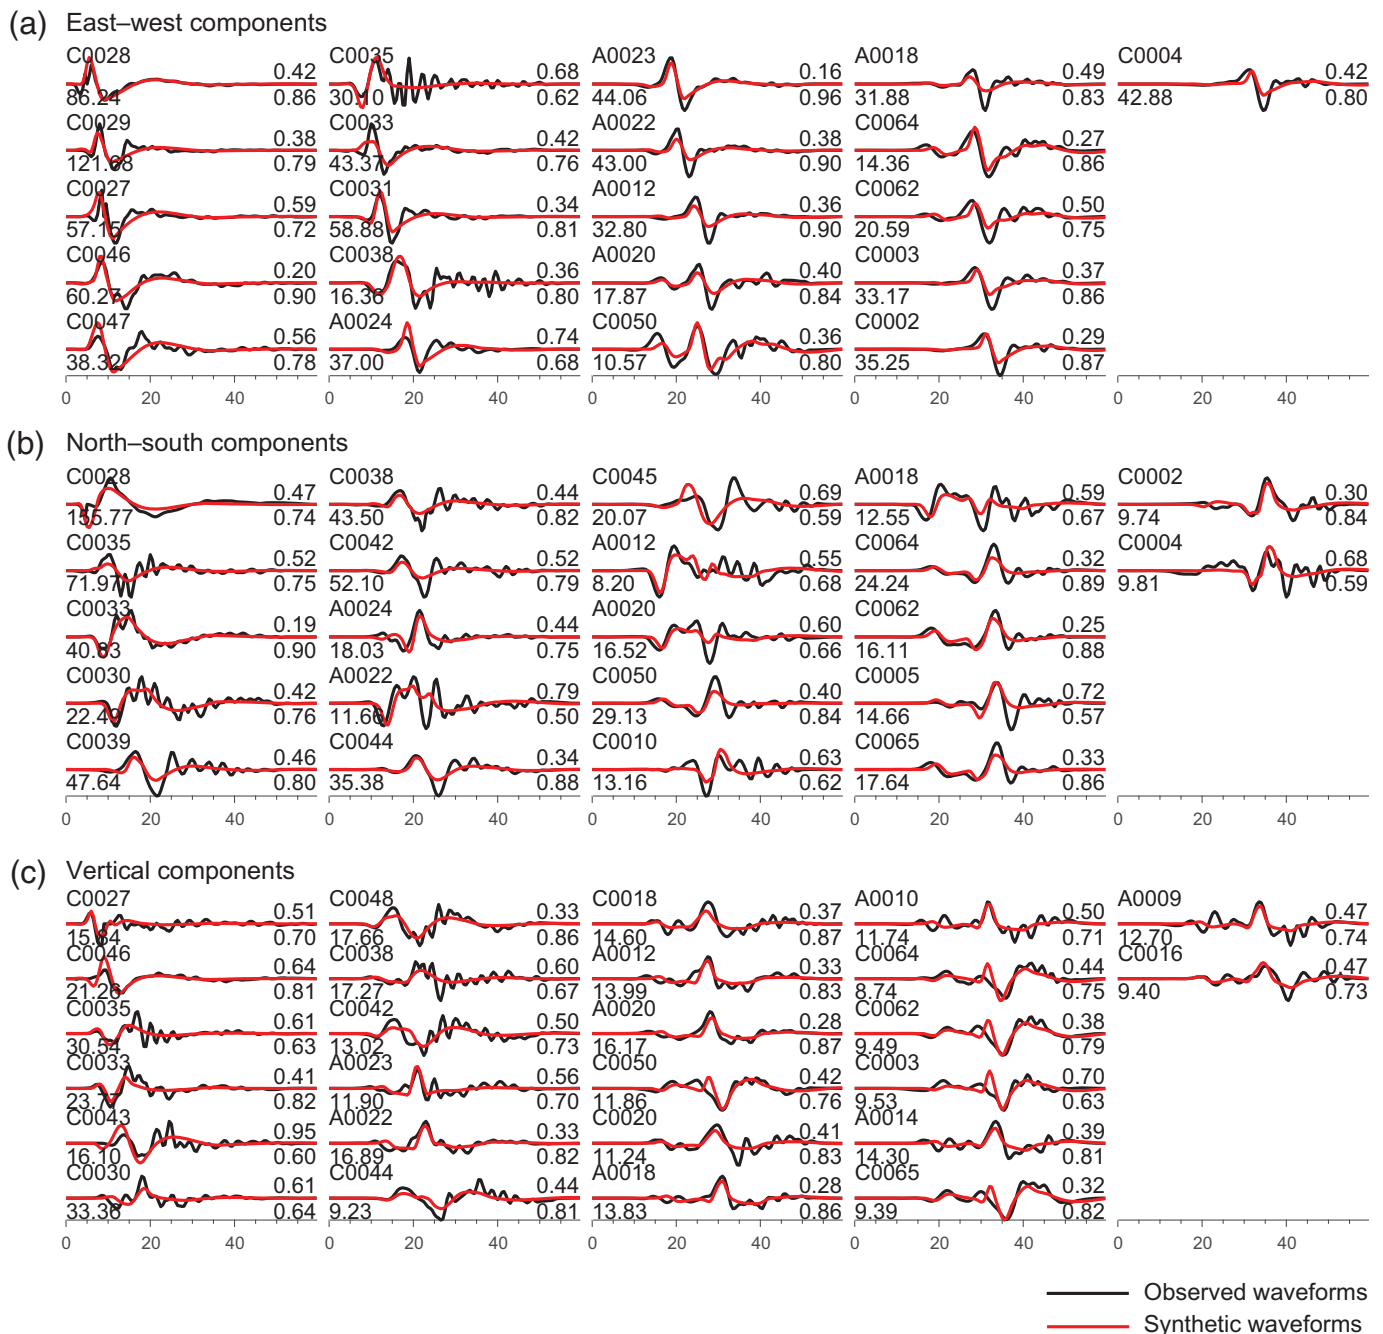 (a) East–west components
C0028 0.42 86.24 0.86
C0029 0.38 121.68 0.79
C0027 0.59 57.15 0.72
C0046 0.20 60.27 0.90
C0047 0.56 38.32 0.78
0 20 40
C0035 0.68 30.10 0.62
C0033 0.42 43.37 0.76
C0031 0.34 58.88 0.81
C0038 0.36 16.36 0.80
A0024 0.74 37.00 0.68
0 20 40
A0023 0.16 44.06 0.96
A0022 0.38 43.00 0.90
A0012 0.36 32.80 0.90
A0020 0.40 17.87 0.84
C0050 0.36 10.57 0.80
0 20 40
A0018 0.49 31.88 0.83
C0064 0.27 14.36 0.86
C0062 0.50 20.59 0.75
C0003 0.37 33.17 0.86
C0002 0.29 35.25 0.87
0 20 40
C0004 0.42 42.88 0.80
0 20 40
(b) North–south components
C0028 0.47 155.77 0.74
C0035 0.52 71.97 0.75
C0033 0.19 40.83 0.90
C0030 0.42 22.49 0.76
C0039 0.46 47.64 0.80
0 20 40
C0038 0.44 43.50 0.82
C0042 0.52 52.10 0.79
A0024 0.44 18.03 0.75
A0022 0.79 11.66 0.50
C0044 0.34 35.38 0.88
0 20 40
C0045 0.69 20.07 0.59
A0012 0.55 8.20 0.68
A0020 0.60 16.52 0.66
C0050 0.40 29.13 0.84
C0010 0.63 13.16 0.62
0 20 40
A0018 0.59 12.55 0.67
C0064 0.32 24.24 0.89
C0062 0.25 16.11 0.88
C0005 0.72 14.66 0.57
C0065 0.33 17.64 0.86
0 20 40
C0002 0.30 9.74 0.84
C0004 0.68 9.81 0.59
0 20 40
(c) Vertical components
C0027 0.51 15.84 0.70
C0046 0.64 21.26 0.81
C0035 0.61 30.54 0.63
C0033 0.41 23.77 0.82
C0043 0.95 16.10 0.60
C0030 0.61 33.36 0.64
0 20 40
C0048 0.33 17.66 0.86
C0038 0.60 17.27 0.67
C0042 0.50 13.02 0.73
A0023 0.56 11.90 0.70
A0022 0.33 16.89 0.82
C0044 0.44 9.23 0.81
0 20 40
C0018 0.37 14.60 0.87
A0012 0.33 13.99 0.83
A0020 0.28 16.17 0.87
C0050 0.42 11.86 0.76
C0020 0.41 11.24 0.83
A0018 0.28 13.83 0.86
0 20 40
A0010 0.50 11.74 0.71
C0064 0.44 8.74 0.75
C0062 0.38 9.49 0.79
C0003 0.70 9.53 0.63
A0014 0.39 14.30 0.81
C0065 0.32 9.39 0.82
0 20 40
A0009 0.47 12.70 0.74
C0016 0.47 9.40 0.73
0 20 40
Observed waveforms
Synthetic waveforms